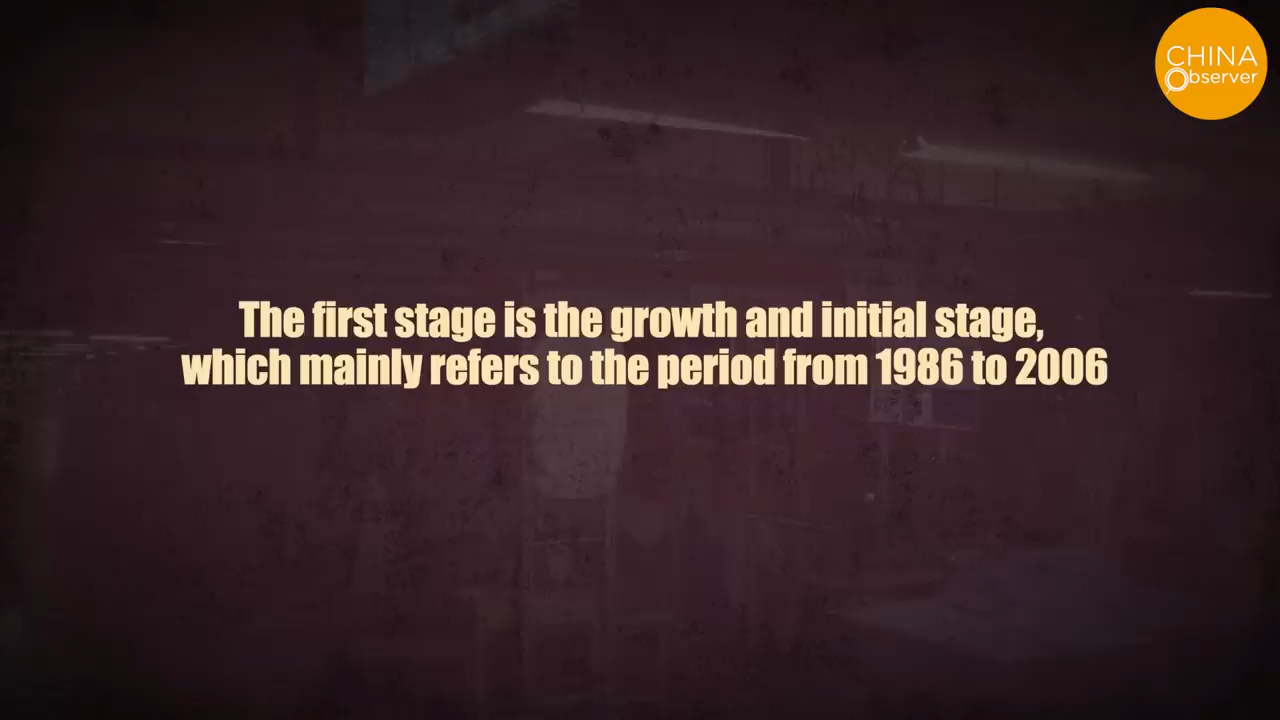 CHINA
Observer
The first stage is the growth and initial stage,
which mainly refers to the period from 1986 to 2006